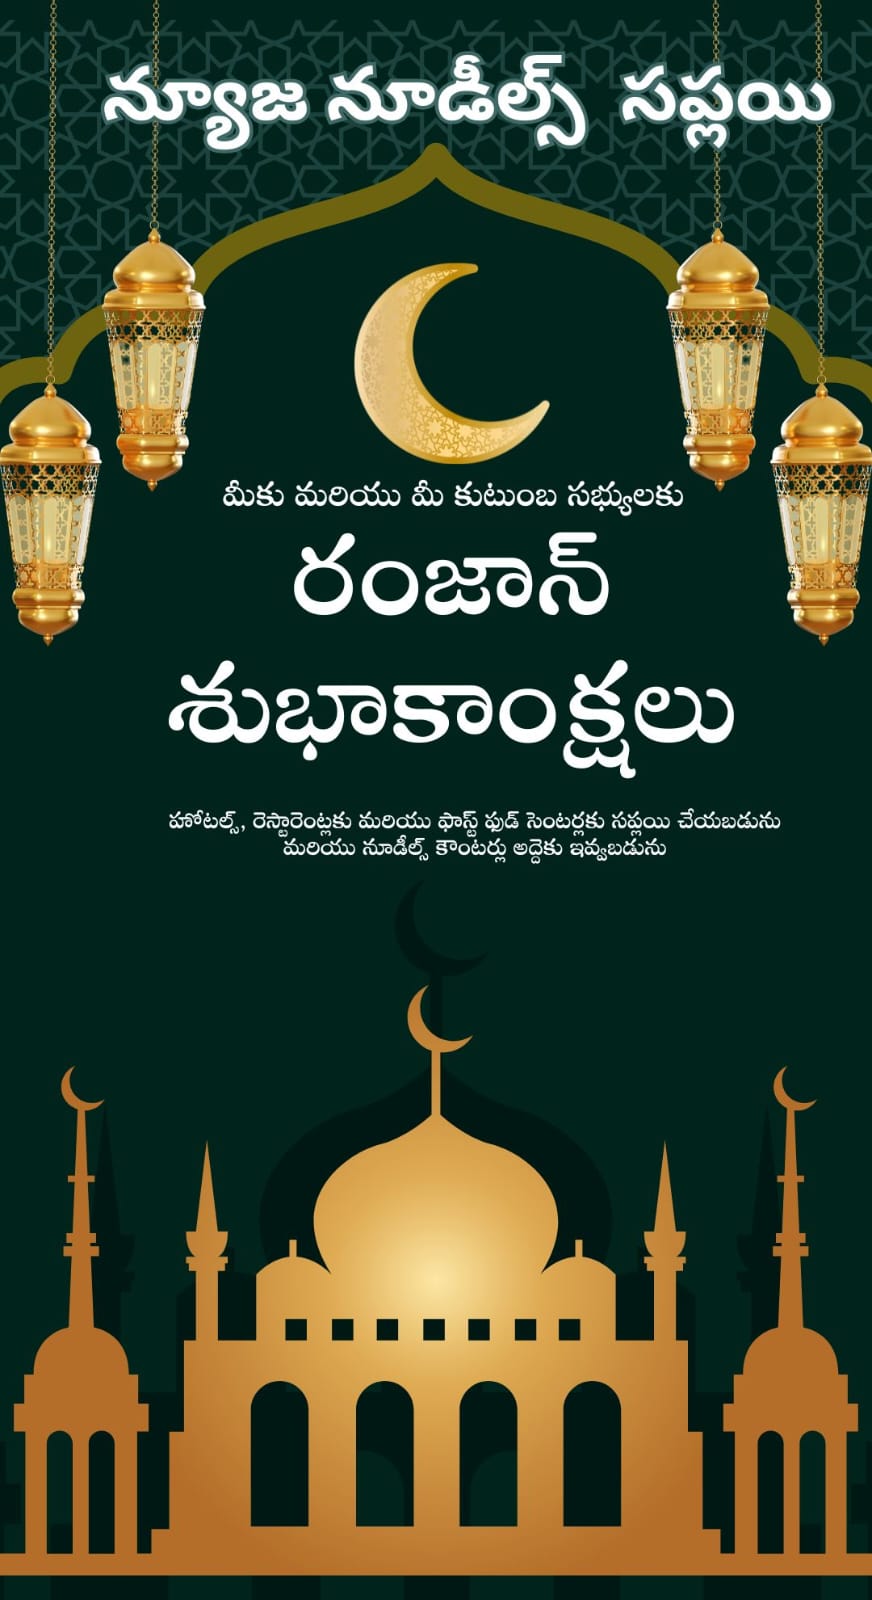 న్యూజ నూడీల్స్ సప్లయి
మీకు మరియు మీ కుటుంబ సభ్యులకు
రంజాన్
శుభాకాంక్షలు
హోటల్స్, రెస్టారెంట్లకు మరియు ఫాస్ట్ ఫుడ్ సెంటర్లకు సప్లయి చేయబడును
మరియు నూడీల్స్ కౌంటర్లు అద్దెకు ఇవ్వబడును